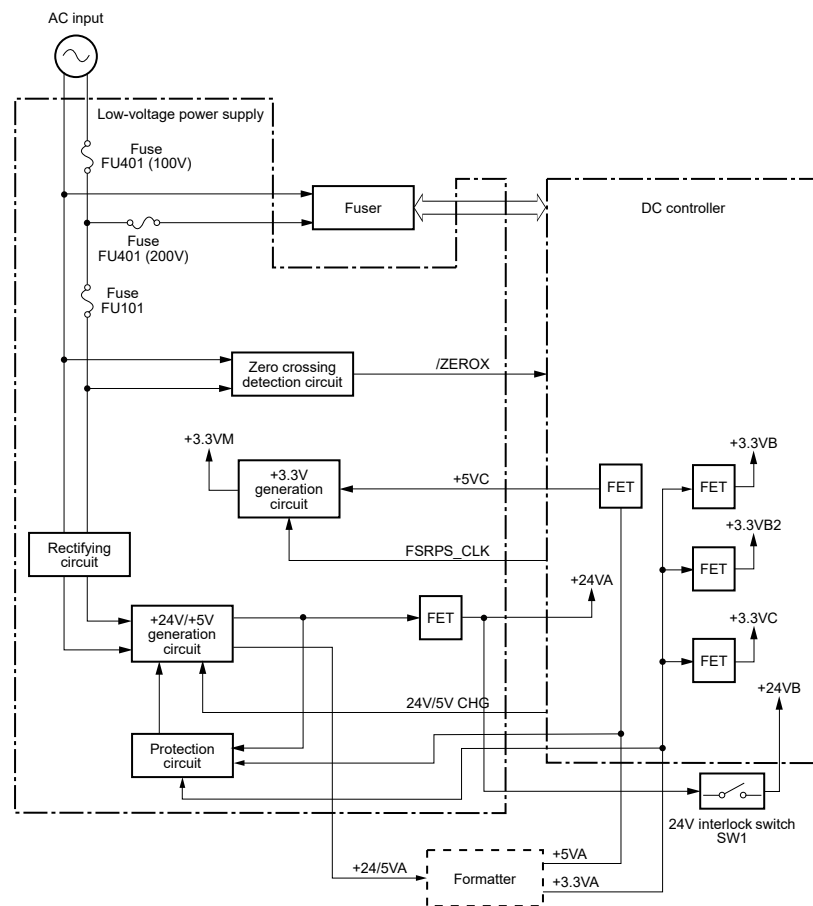 AC input
Low-voltage power supply
Fuse
FU401 (100V)
Fuser
DC controller
Fuse
FU401 (200V)
Fuse
FU101
Zero crossing
detection circuit
/ZEROX
+3.3VM
+3.3V
generation
circuit
+5VC
FET
FET
+3.3VB
FSRPS_CLK
FET
+3.3VB2
Rectifying
circuit
+24V/+5V
generation
circuit
FET
+24VA
FET
+3.3VC
24V/5V CHG
+24VB
Protection
circuit
24V interlock switch
SW1
+24/5VA
Formatter
+5VA
+3.3VA